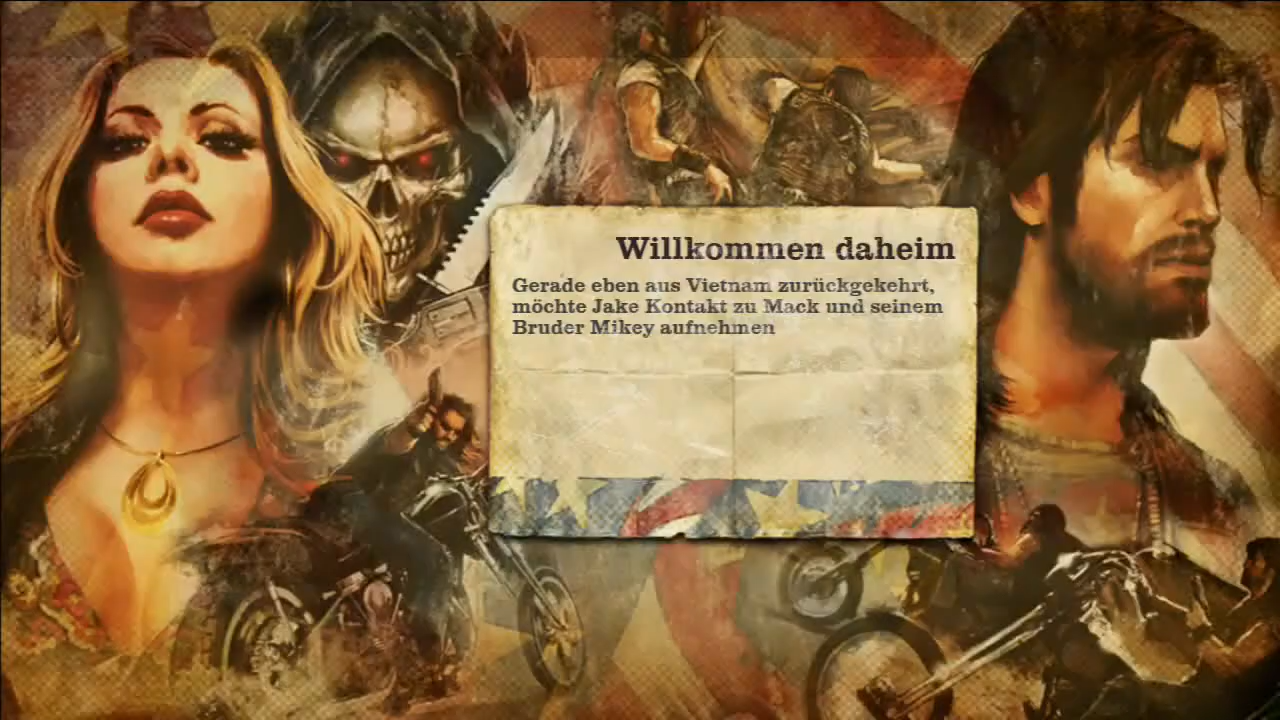 Willkommen daheim
Gerade eben aus Vietnam zurückgekehrt,
möchte Jake Kontakt zu Mack und seinem
Bruder Mikey aufnehmen